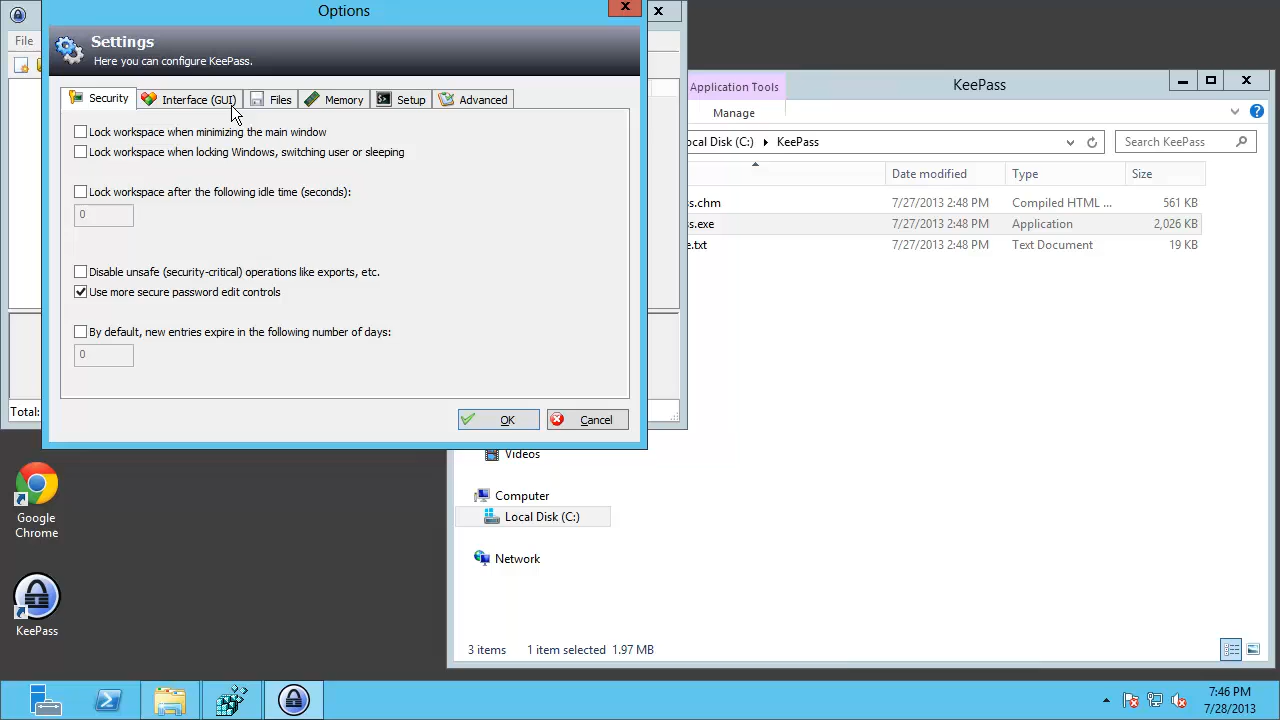 Options
Settings
Here you can configure KeePass.
Security
Interface (GUI)
Files
Memory
Setup
Advanced
Lock workspace when minimizing the main window
Lock workspace when locking Windows, switching user or sleeping
Lock workspace after the following idle time (seconds):
0
Disable unsafe (security-critical) operations like exports, etc.
Use more secure password edit controls
By default, new entries expire in the following number of days:
0
OK
Cancel
File
Total:
Application Tools
KeePass
Manage
ocal Disk (C:)
KeePass
Search KeePass
Date modified
Type
Size
ss.chm
7/27/2013 2:48 PM
Compiled HTML ...
561 KB
ss.exe
7/27/2013 2:48 PM
Application
2,026 KB
e.txt
7/27/2013 2:48 PM
Text Document
19 KB
Videos
Computer
Local Disk (C:)
Network
3 items
1 item selected 1.97 MB
Google
Chrome
KeePass
7:46 PM
7/28/2013